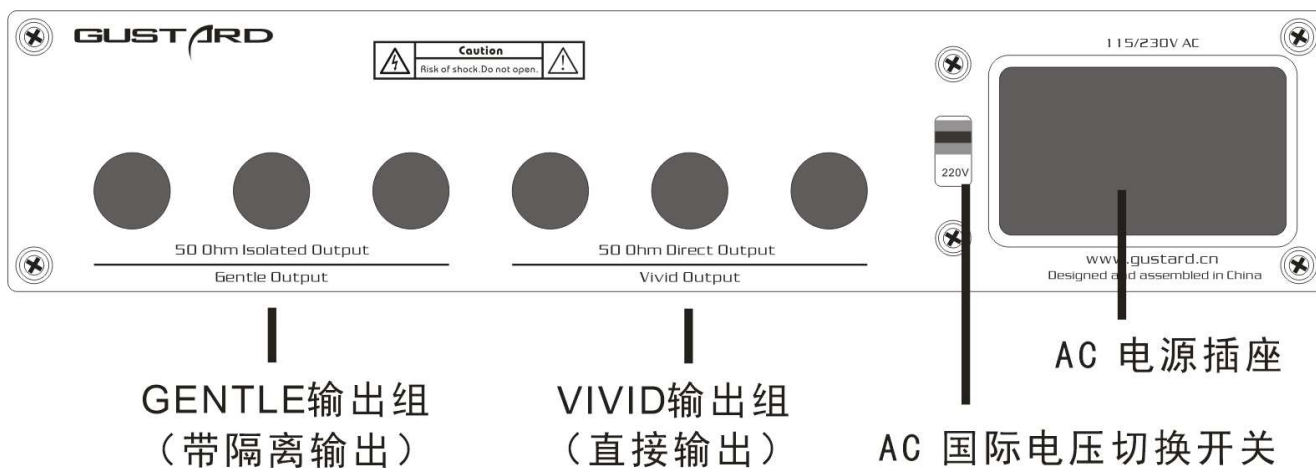 GUSTARD
Caution
Risk of shock.Do not open.
115/230V AC
220V
50 Ohm Isolated Output
Gentle Output
50 Ohm Direct Output
Vivid Output
www.gustard.cn
Designed and assembled in China
GENTLE输出组
（带隔离输出）
VIVID输出组
（直接输出）
AC 电源插座
AC 国际电压切换开关